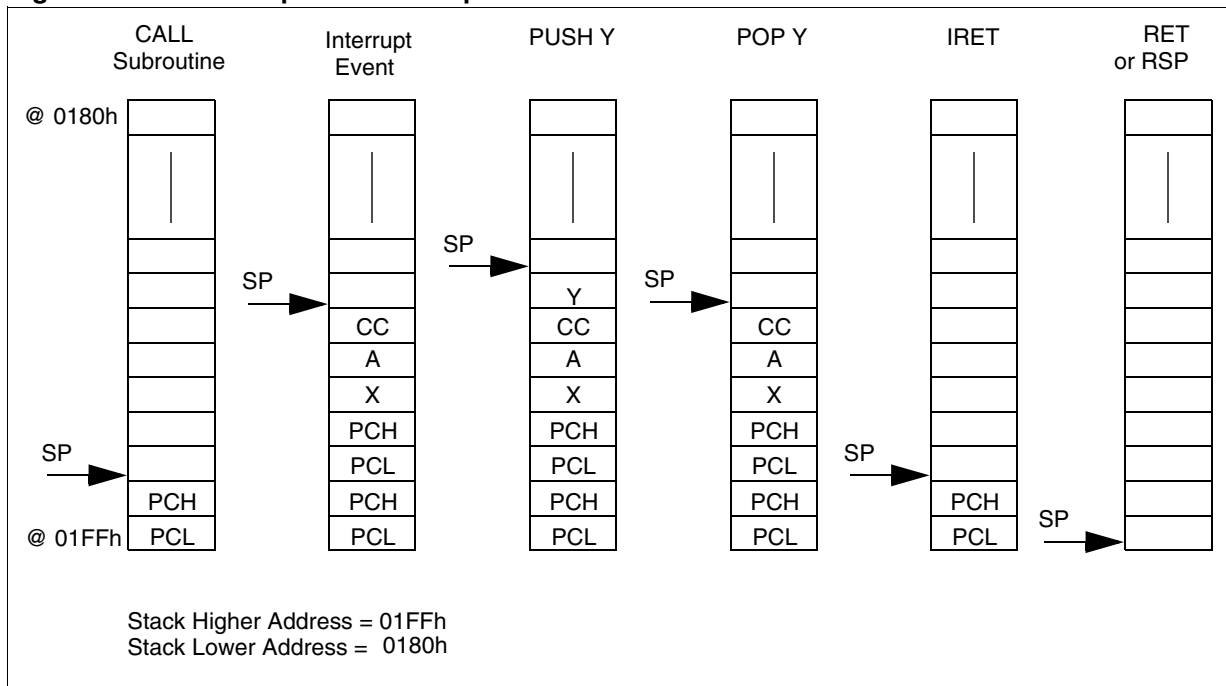 CALL
Subroutine
Interrupt
Event
PUSH Y
POP Y
IRET
RET
or RSP
@ 0180h
SP
SP
SP
Y
CC
CC
CC
A
A
A
X
X
X
PCH
PCH
PCH
SP
SP
PCL
PCL
PCL
PCH
PCH
PCH
PCH
PCH
SP
@ 01FFh
PCL
PCL
PCL
PCL
PCL
Stack Higher Address = 01FFh
Stack Lower Address = 0180h